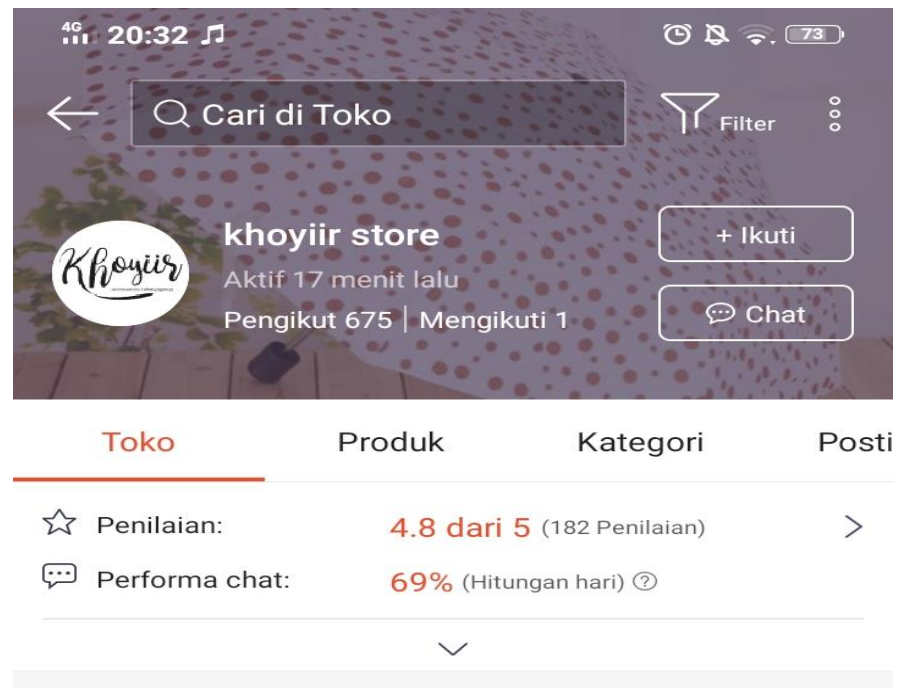 4G 20:32 73
Cari di Toko Filter
khoyiir store + Ikuti
Khoyiir
Aktif 17 menit lalu
Pengikut 675 | Mengikuti 1 Chat
Toko Produk Kategori Posti
Penilaian: 4.8 dari 5 (182 Penilaian)
Performa chat: 69% (Hitungan hari) ?